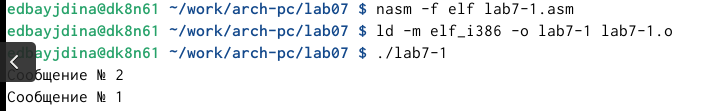 edbayjdina@dk8n61 ~/work/arch-pc/lab07 $ nasm -f elf lab7-1.asm
edbayjdina@dk8n61 ~/work/arch-pc/lab07 $ ld -m elf_i386 -o lab7-1 lab7-1.o
edbayjdina@dk8n61 ~/work/arch-pc/lab07 $ ./lab7-1
Сообщение № 2
Сообщение № 1